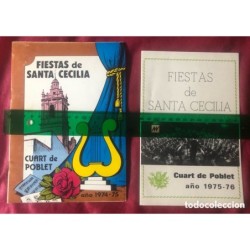 FIESTAS de
SANTA CECILIA
CUART DE
POBLET
año 1974-75
FIESTAS
de
SANTA CECILIA
Cuart de Poblet
año 1975-76
todocoleccion